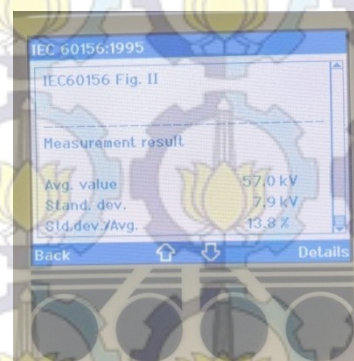 IEC 60156:1995
IEC60156 Fig. II
Measurement result
Avg. value 57,0 kV
Stand. dev. 7,9 kV
Std.dev./Avg. 13,8 %
Back Details